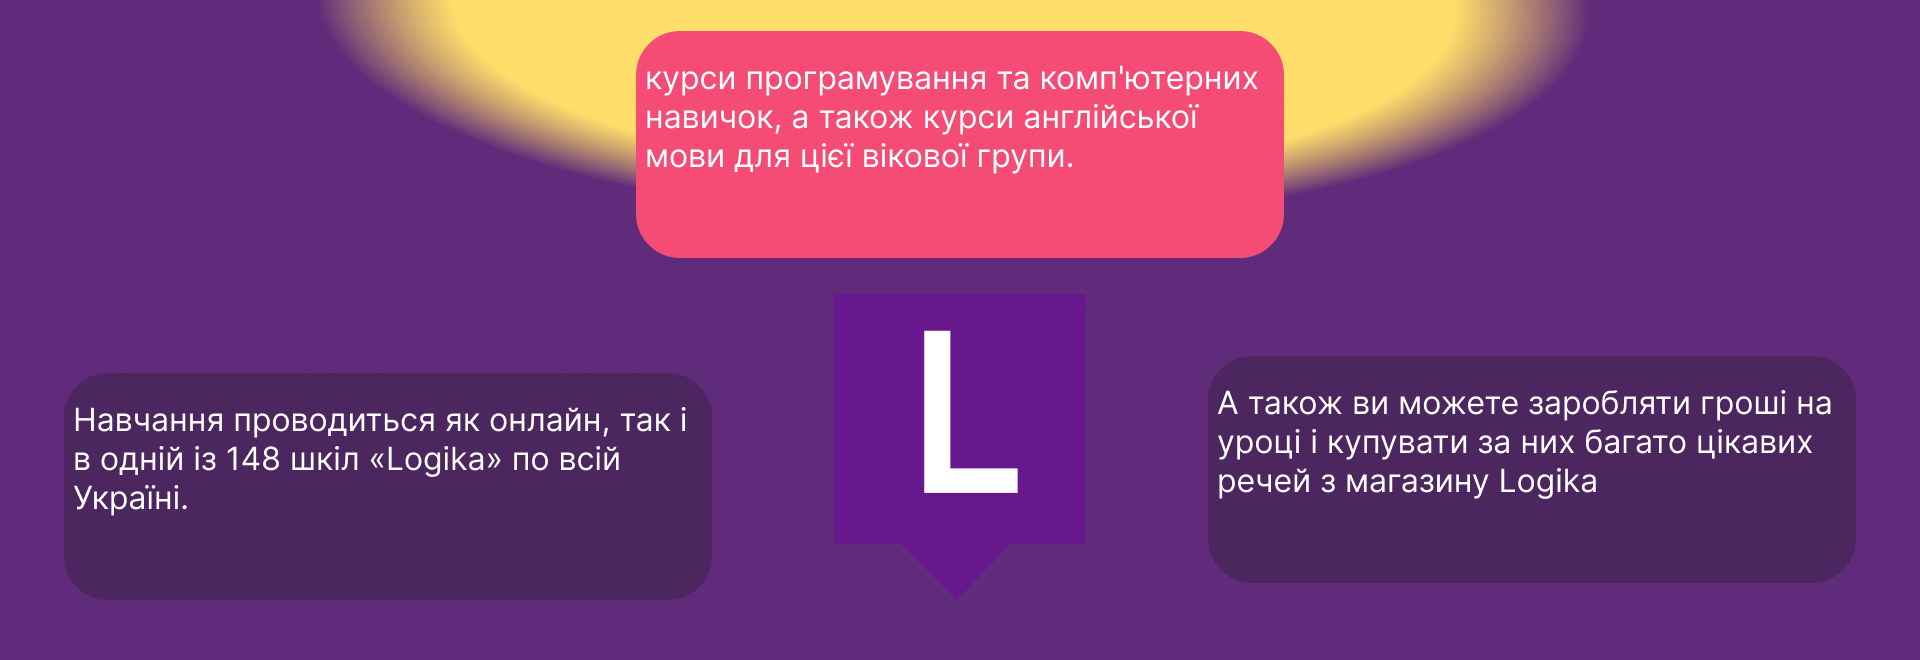 курси програмування та комп'ютерних
навичок, а також курси англійської
мови для цієї вікової групи.
L
Навчання проводиться як онлайн, так і
в одній із 148 шкіл «Logika» по всій
Україні.
А також ви можете заробляти гроші на
уроці і купувати за них багато цікавих
речей з магазину Logika